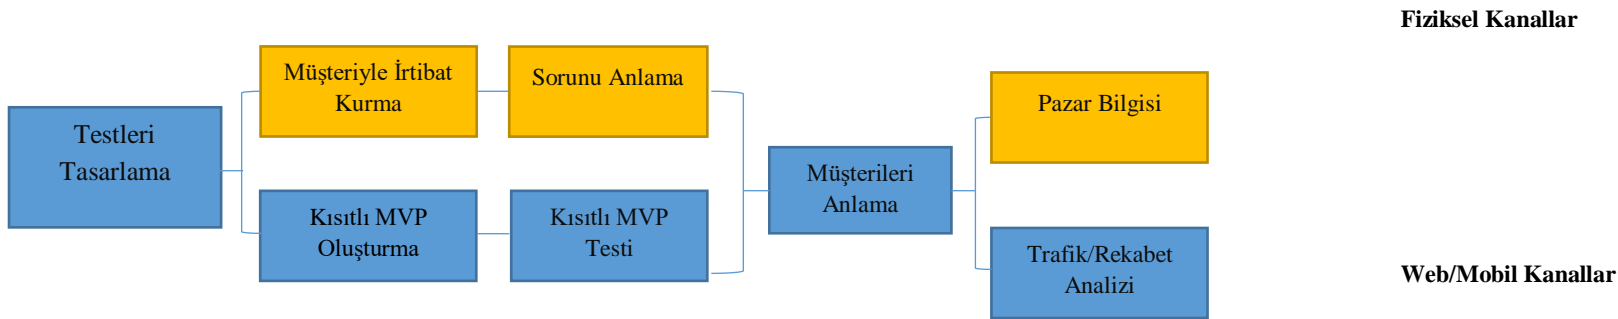 Fiziksel Kanallar
Müşteriyle İrtibat
Kurma
Sorunu Anlama
Pazar Bilgisi
Testleri
Tasarlama
Müşterileri
Anlama
Kısıtlı MVP
Oluşturma
Kısıtlı MVP
Testi
Trafik/Rekabet
Analizi
Web/Mobil Kanallar